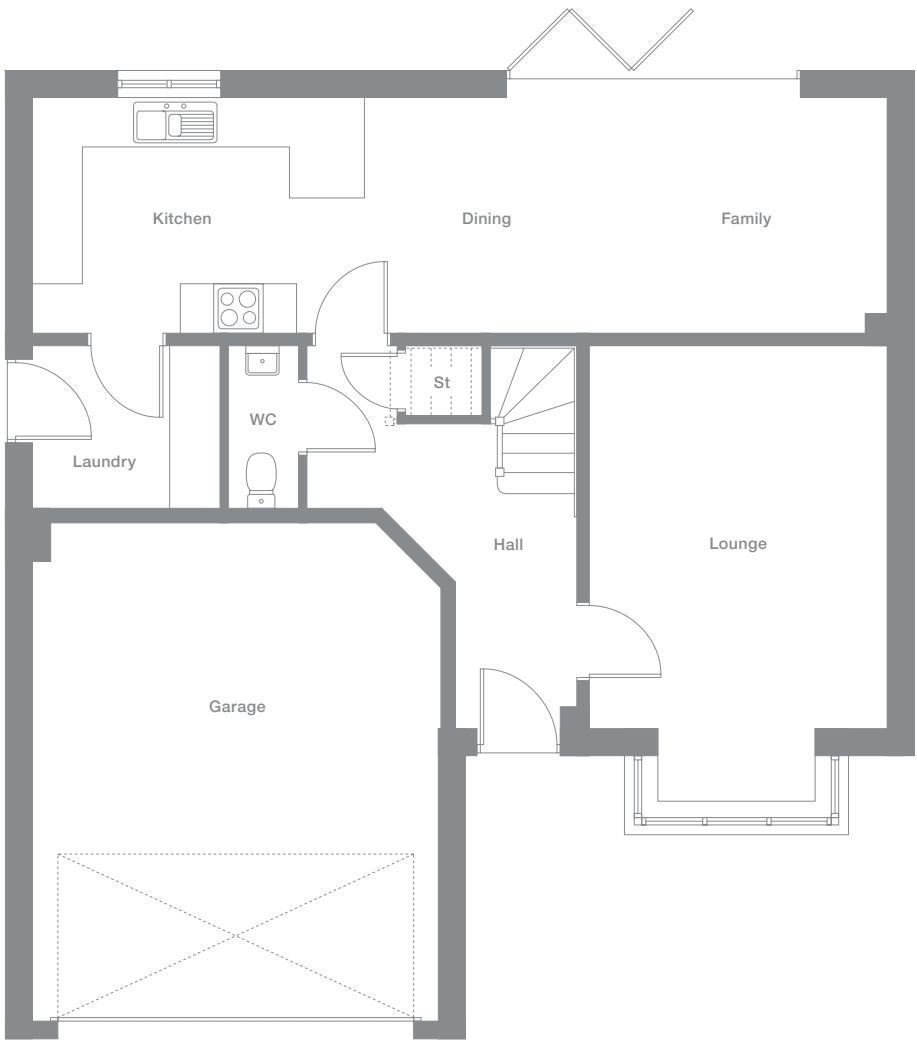 Kitchen
Dining
Family
St
WC
Laundry
Hall
Lounge
Garage